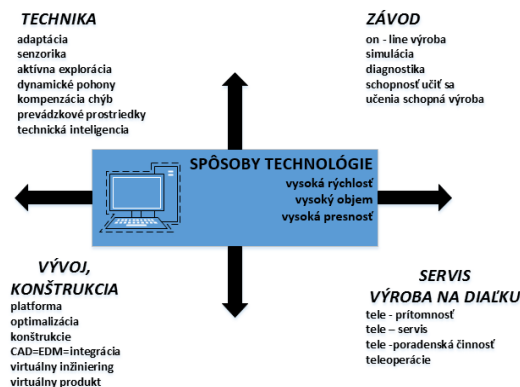 TECHNIKA
adaptácia
senzorika
aktívna explorácia
dynamické pohony
kompenzácia chýb
prevádzkové prostriedky
technická inteligencia
ZÁVOD
on - line výroba
simulácia
diagnostika
schopnosť učiť sa
učenia schopná výroba
SPÔSOBY TECHNOLÓGIE
vysoká rýchlosť
vysoký objem
vysoká presnosť
VÝVOJ,
KONŠTRUKCIA
platforma
optimalizácia
konštrukcie
CAD=EDM=integrácia
virtuálny inžiniering
virtuálny produkt
SERVIS
VÝROBA NA DIAĽKU
tele - prítomnosť
tele – servis
tele -poradenská činnosť
teleoperácie